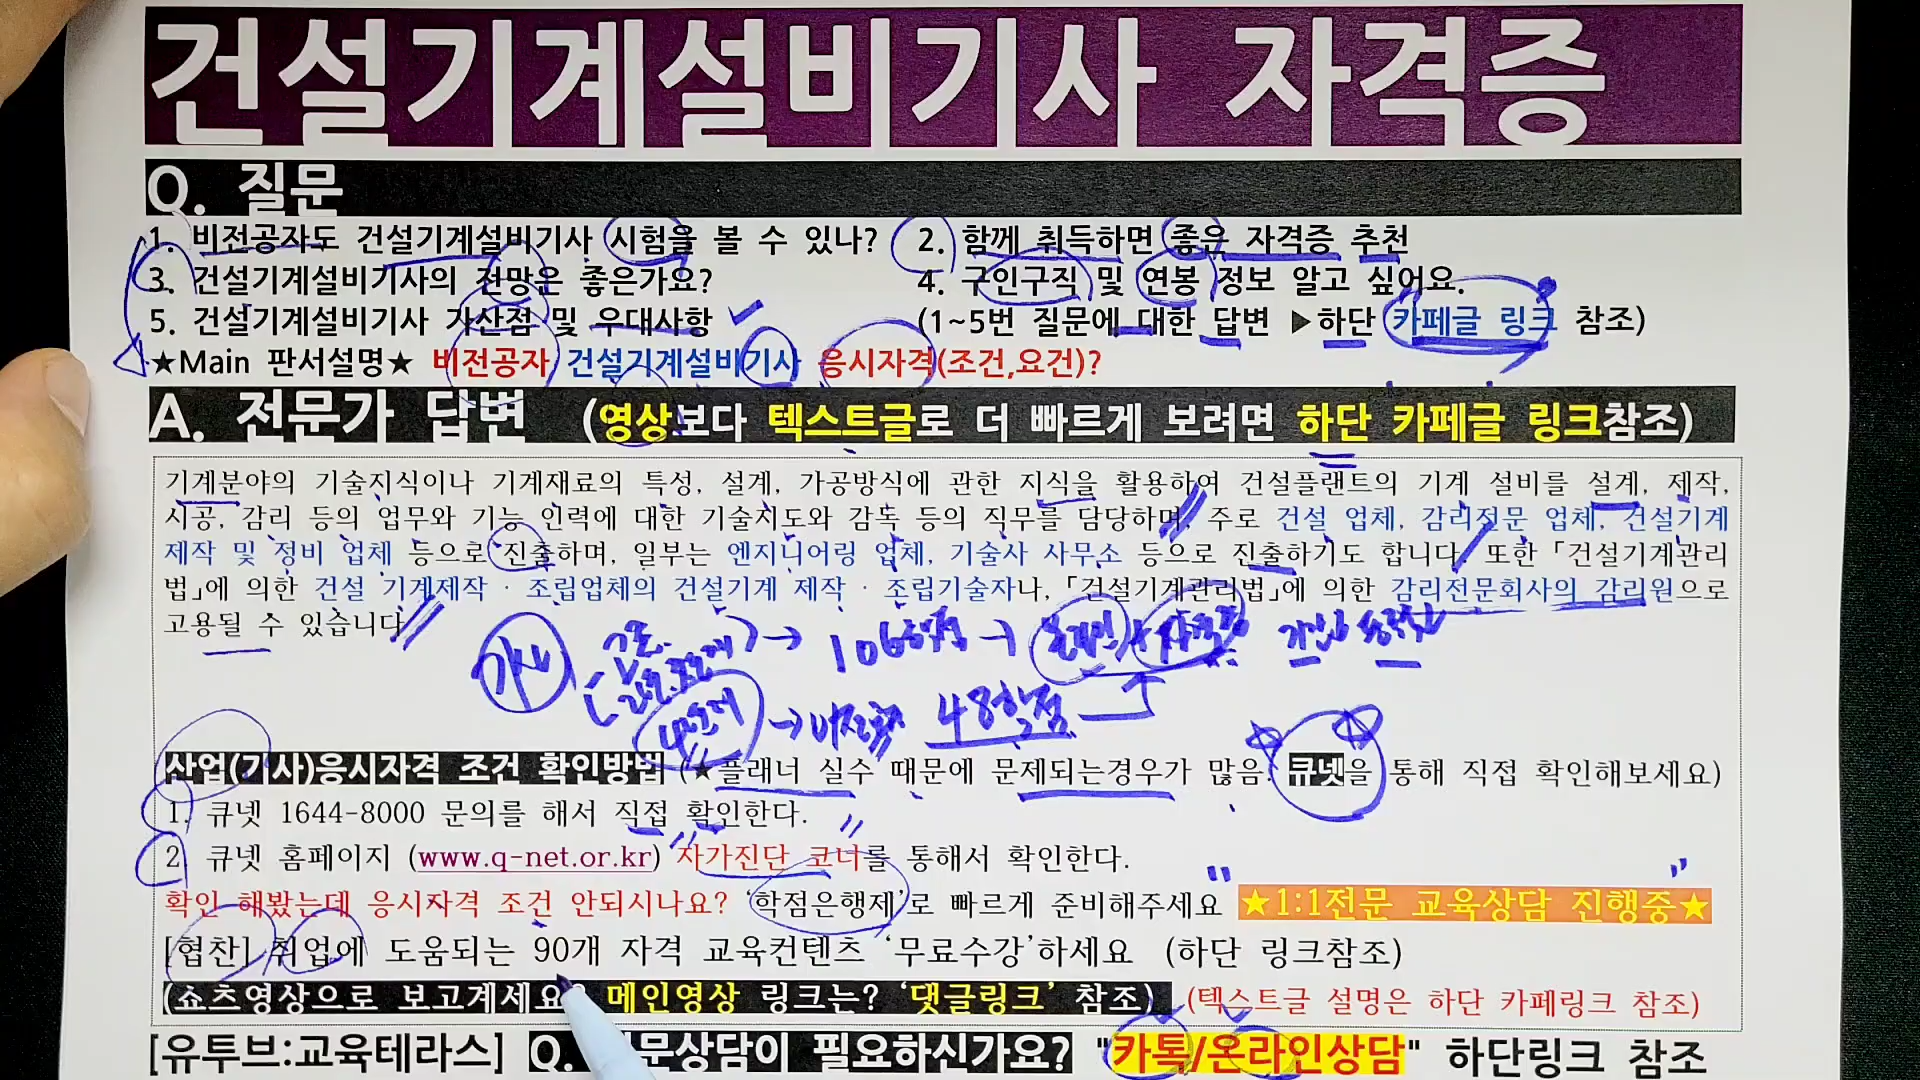 건설기계설비기사 자격증
Q. 질문
1. 비전공자도 건설기계설비기사 시험을 볼 수 있나? 2. 함께 취득하면 좋은 자격증 추천
3. 건설기계설비기사의 전망은 좋은가요? 4. 구인구직 및 연봉 정보 알고 싶어요.
5. 건설기계설비기사 가산점 및 우대사항 (1~5번 질문에 대한 답변 ▶하단 카페글 링크 참조)
★Main 판서설명★ 비전공자 건설기계설비기사 응시자격(조건,요건)?
A. 전문가 답변 (영상보다 텍스트글로 더 빠르게 보려면 하단 카페글 링크참조)
기계분야의 기술지식이나 기계재료의 특성, 설계, 가공방식에 관한 지식을 활용하여 건설플랜트의 기계 설비를 설계, 제작,
시공, 감리 등의 업무와 기능 인력에 대한 기술지도와 감독 등의 직무를 담당하며, 주로 건설 업체, 감리전문 업체, 건설기계
제작 및 정비 업체 등으로 진출하며, 일부는 엔지니어링 업체, 기술사 사무소 등으로 진출하기도 합니다. 또한 「건설기계관리
법」에 의한 건설 기계제작 · 조립업체의 건설기계 제작 · 조립기술자나, 「건설기계관리법」에 의한 감리전문회사의 감리원으로
고용될 수 있습니다.
기사 → 106학점 → 온라인 + 자격증
4년제 → 비전공 48학점
산업(기사)응시자격 조건 확인방법 (★플래너 실수 때문에 문제되는경우가 많음. 큐넷을 통해 직접 확인해보세요)
1. 큐넷 1644-8000 문의를 해서 직접 확인한다.
2. 큐넷 홈페이지 (www.q-net.or.kr) 자가진단 코너를 통해서 확인한다.
확인 해봤는데 응시자격 조건 안되시나요? '학점은행제'로 빠르게 준비해주세요 ★1:1전문 교육상담 진행중★
[협찬] 취업에 도움되는 90개 자격 교육컨텐츠 '무료수강'하세요 (하단 링크참조)
(쇼츠영상으로 보고계세요? 메인영상 링크는? '댓글링크' 참조) (텍스트글 설명은 하단 카페링크 참조)
[유투브:교육테라스] Q. 문상담이 필요하신가요? "카톡/온라인상담" 하단링크 참조